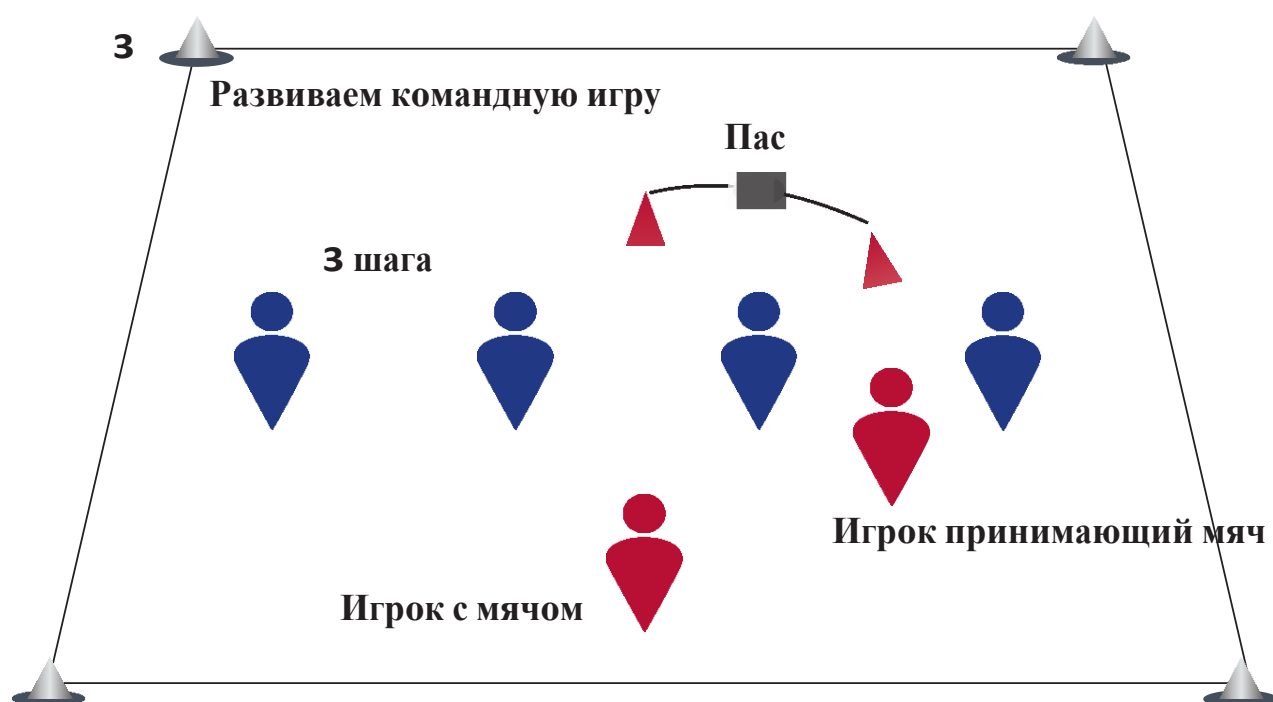 3
Развиваем командную игру
Пас
3 шага
Игрок принимающий мяч
Игрок с мячом